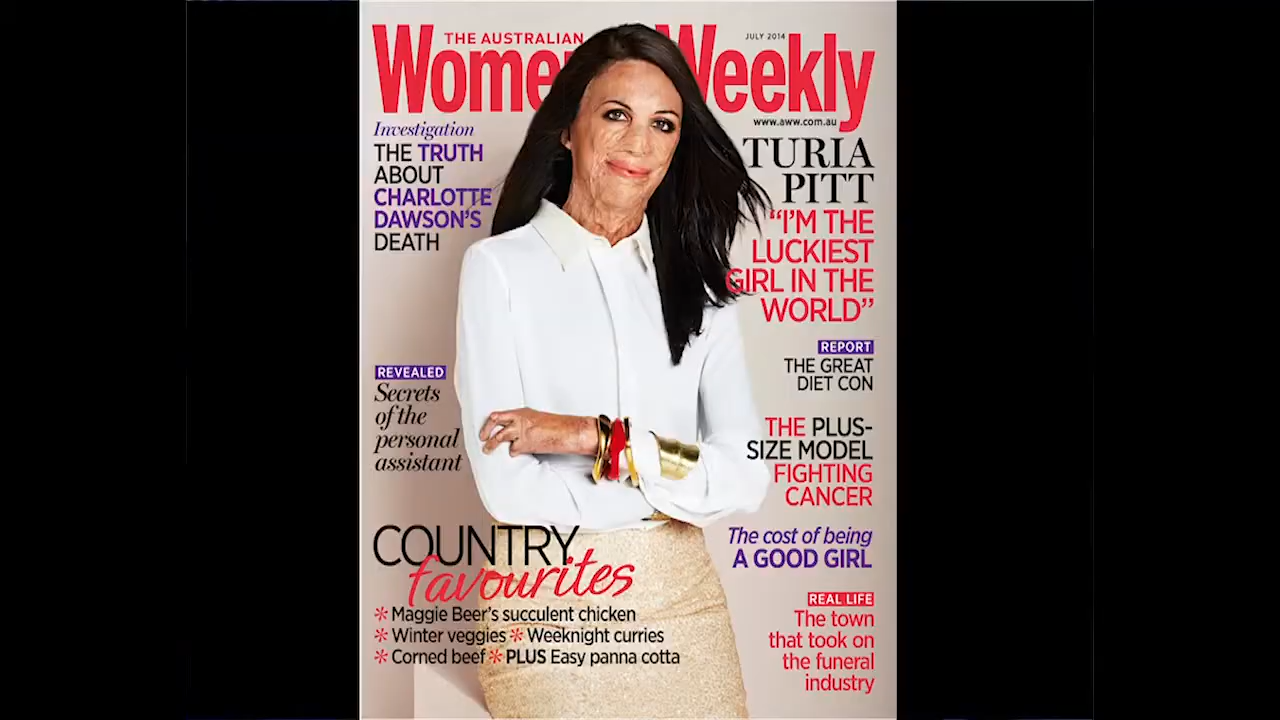 THE AUSTRALIAN
Women Weekly
JULY 2014
www.aww.com.au
Investigation
THE TRUTH
ABOUT
CHARLOTTE
DAWSON'S
DEATH
TURIA
PITT
“I'M THE
LUCKIEST
GIRL IN THE
WORLD”
REPORT
THE GREAT
DIET CON
REVEALED
Secrets
of the
personal
assistant
THE PLUS-
SIZE MODEL
FIGHTING
CANCER
The cost of being
A GOOD GIRL
COUNTRY
favourites
* Maggie Beer's succulent chicken
* Winter veggies * Weeknight curries
* Corned beef * PLUS Easy panna cotta
REAL LIFE
The town
that took on
the funeral
industry